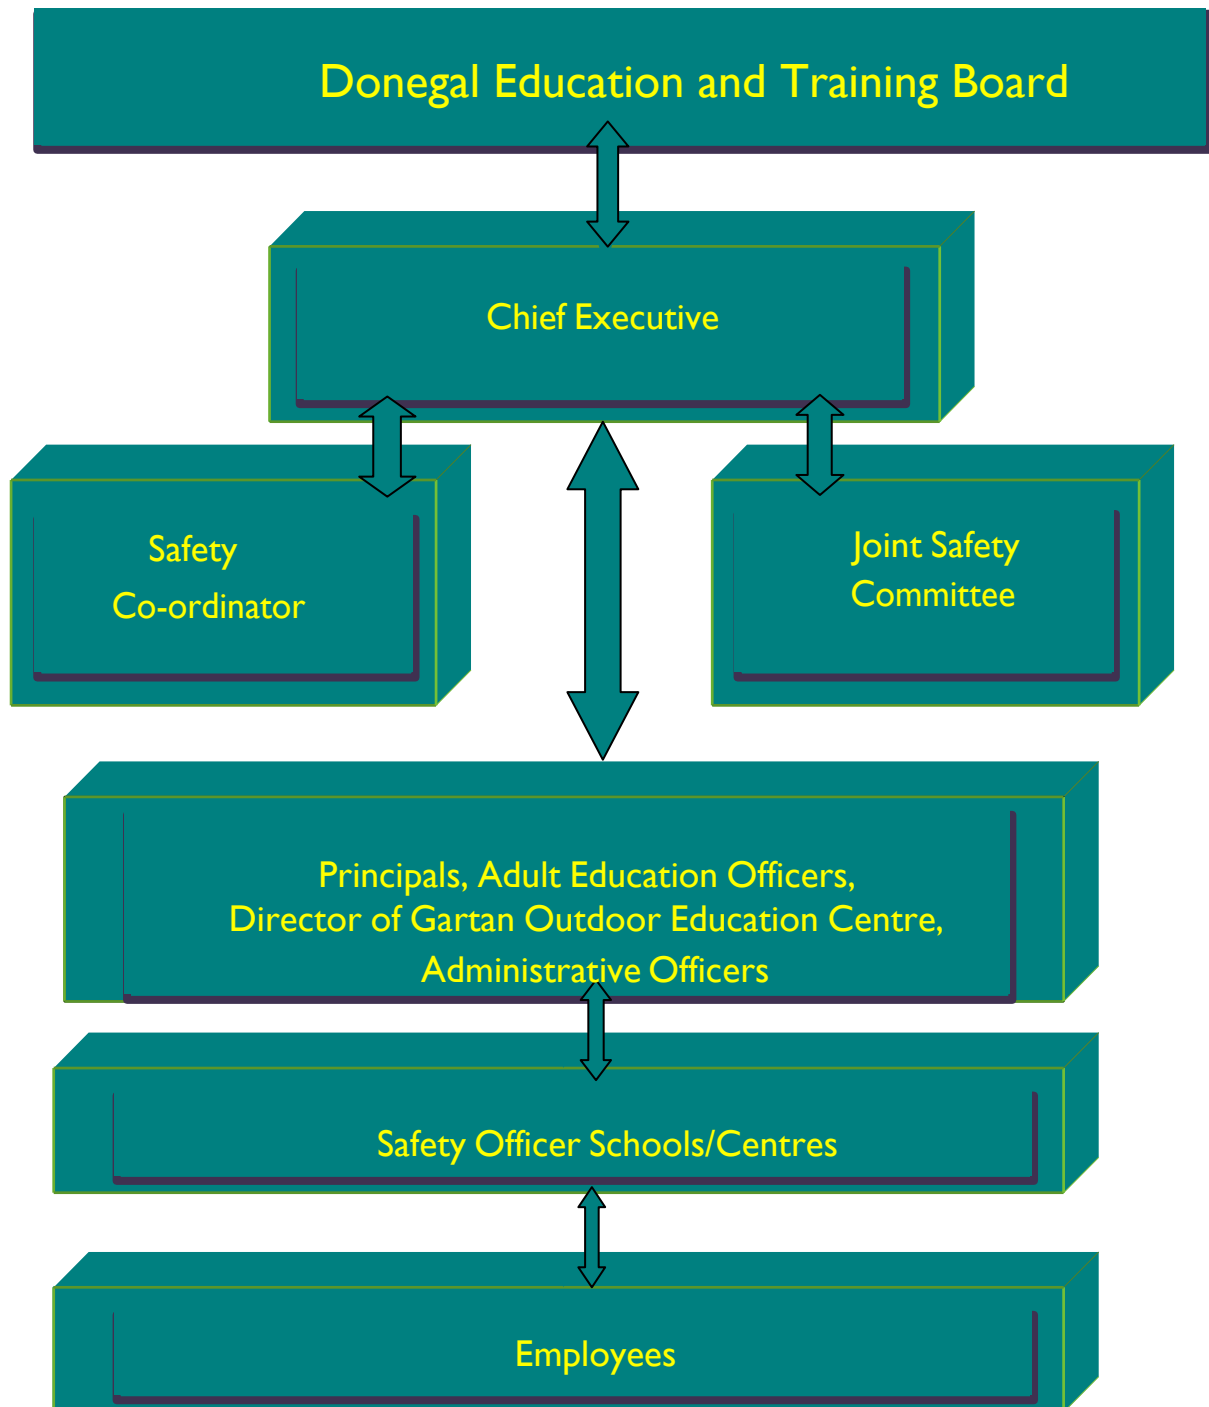 Donegal Education and Training Board
Chief Executive
Safety
Co-ordinator
Joint Safety
Committee
Principals, Adult Education Officers,
Director of Gartan Outdoor Education Centre,
Administrative Officers
Safety Officer Schools/Centres
Employees